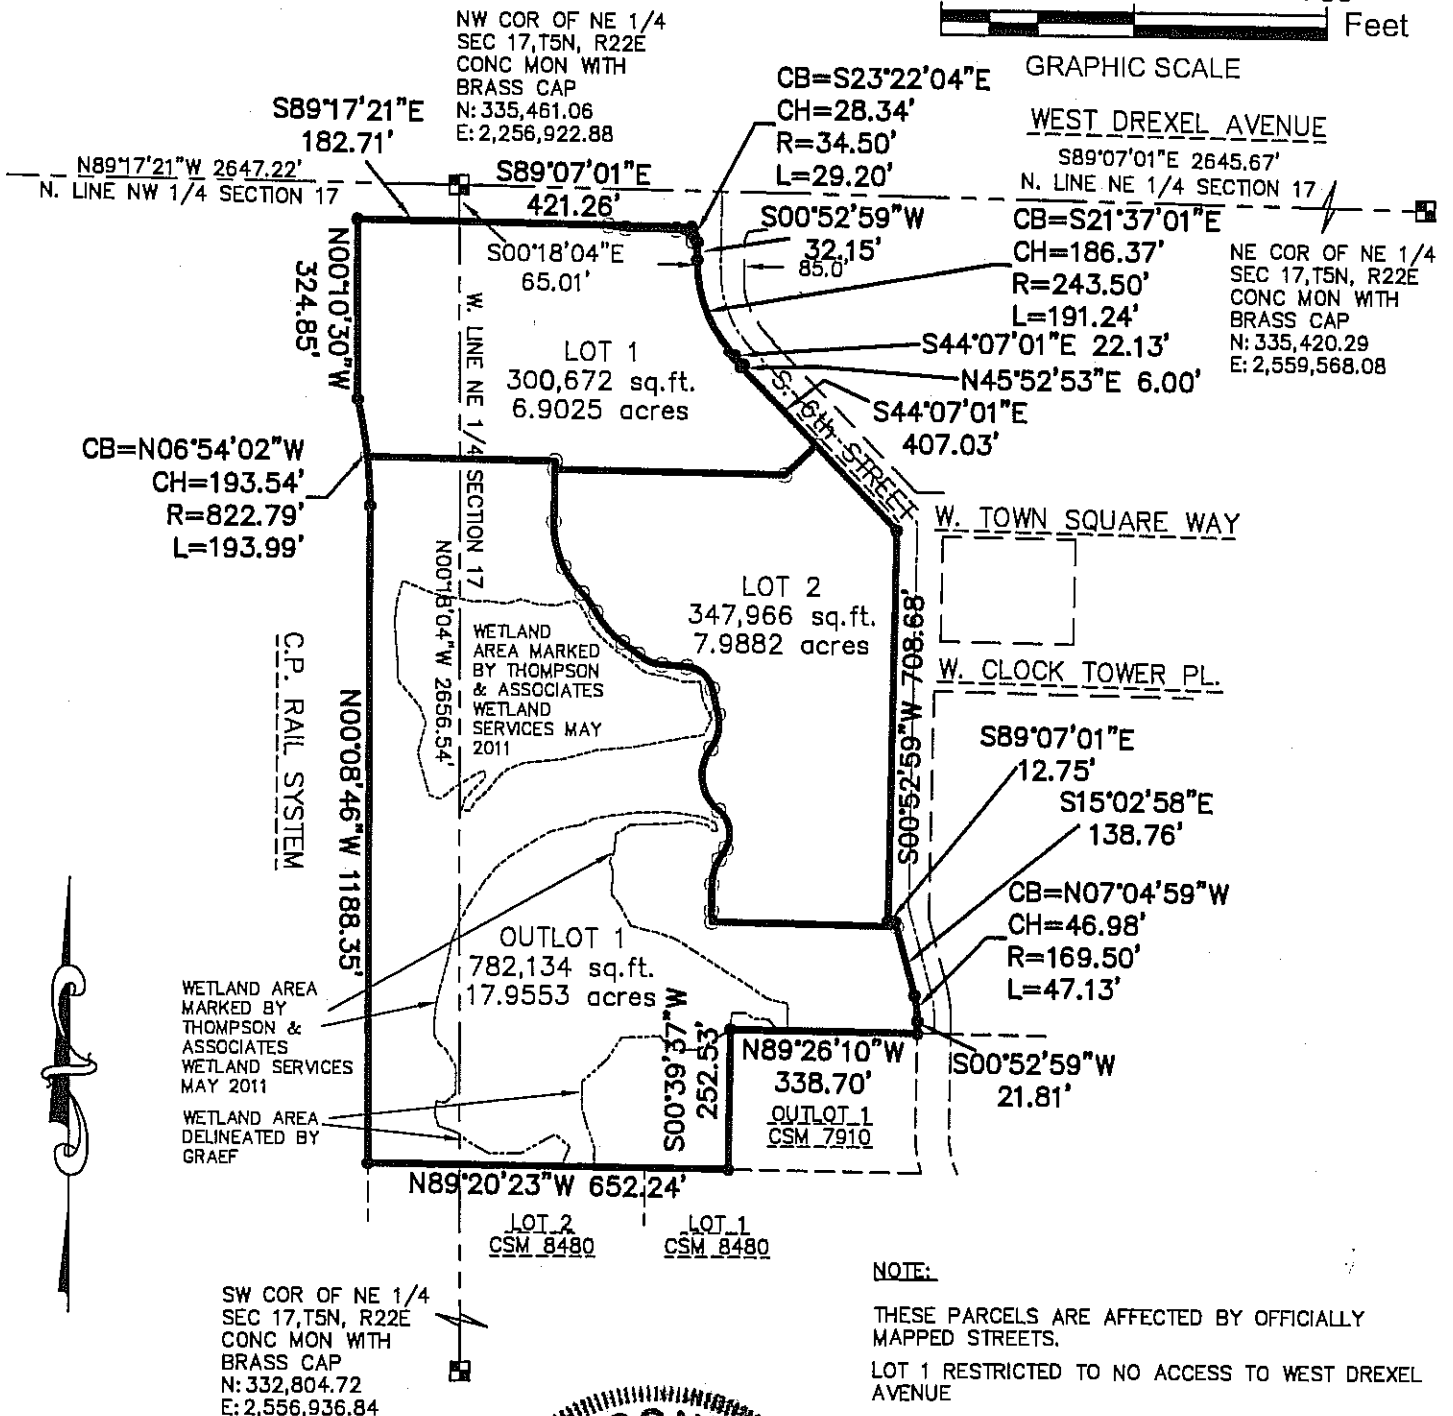 Feet
GRAPHIC SCALE
NW COR OF NE 1/4
SEC 17,T5N, R22E
CONC MON WITH
BRASS CAP
N: 335,461.06
E: 2,256,922.88
CB=S23°22'04"E
CH=28.34'
R=34.50'
L=29.20'
WEST DREXEL AVENUE
S89°07'01"E 2645.67'
N. LINE NE 1/4 SECTION 17
S89°17'21"E
182.71'
N89°17'21"W 2647.22'
N. LINE NW 1/4 SECTION 17
S89°07'01"E
421.26'
S00°52'59"W
32.15'
85.0'
CB=S21°37'01"E
CH=186.37'
R=243.50'
L=191.24'
NE COR OF NE 1/4
SEC 17,T5N, R22E
CONC MON WITH
BRASS CAP
N: 335,420.29
E: 2,559,568.08
S00°18'04"E
65.01'
N00°10'30"W
324.85'
W. LINE NE 1/4 SECTION 17
N00°18'04"W 2656.54'
LOT 1
300,672 sq.ft.
6.9025 acres
S44°07'01"E 22.13'
N45°52'53"E 6.00'
S44°07'01"E
407.03'
S. 6th STREET
CB=N06°54'02"W
CH=193.54'
R=822.79'
L=193.99'
W. TOWN SQUARE WAY
LOT 2
347,966 sq.ft.
7.9882 acres
S00°52'59"W 708.68'
W. CLOCK TOWER PL.
WETLAND
AREA MARKED
BY THOMPSON
& ASSOCIATES
WETLAND
SERVICES MAY
2011
C.P. RAIL SYSTEM
N00°08'46"W 1188.35'
S89°07'01"E
12.75'
S15°02'58"E
138.76'
CB=N07°04'59"W
CH=46.98'
R=169.50'
L=47.13'
OUTLOT 1
782,134 sq.ft.
17.9553 acres
WETLAND AREA
MARKED BY
THOMPSON &
ASSOCIATES
WETLAND SERVICES
MAY 2011
WETLAND AREA
DELINEATED BY
GRAEF
S00°39'37"W
252.53'
N89°26'10"W
338.70'
S00°52'59"W
21.81'
OUTLOT 1
CSM 7910
N89°20'23"W 652.24'
LOT 2
CSM 8480
LOT 1
CSM 8480
SW COR OF NE 1/4
SEC 17,T5N, R22E
CONC MON WITH
BRASS CAP
N: 332,804.72
E: 2,556,936.84
NOTE:
THESE PARCELS ARE AFFECTED BY OFFICIALLY
MAPPED STREETS.
LOT 1 RESTRICTED TO NO ACCESS TO WEST DREXEL
AVENUE